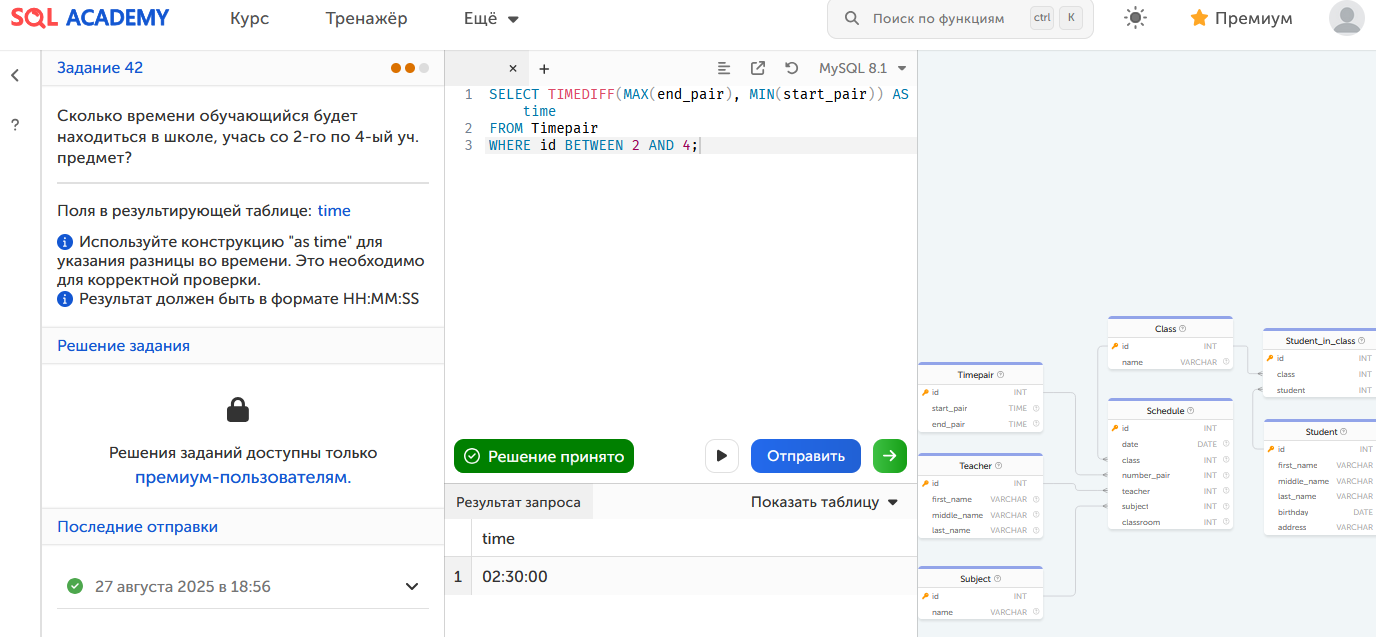 SQL ACADEMY
Курс
Тренажёр
Ещё
Поиск по функциям
ctrl
K
Премиум
Задание 42
Сколько времени обучающийся будет
находиться в школе, учась со 2-го по 4-ый уч.
предмет?
Поля в результирующей таблице: time
Используйте конструкцию "as time" для
указания разницы во времени. Это необходимо
для корректной проверки.
Результат должен быть в формате HH:MM:SS
Решение задания
Решения заданий доступны только
премиум-пользователям.
Последние отправки
27 августа 2025 в 18:56
?
× +
MySQL 8.1
1 SELECT TIMEDIFF(MAX(end_pair), MIN(start_pair)) AS
time
2 FROM Timepair
3 WHERE id BETWEEN 2 AND 4;
Решение принято
Отправить
Результат запроса
Показать таблицу
time
1 02:30:00
Timepair
id INT
start_pair TIME
end_pair TIME
Teacher
id INT
first_name VARCHAR
middle_name VARCHAR
last_name VARCHAR
Subject
id INT
name VARCHAR
Class
id INT
name VARCHAR
Schedule
id INT
date DATE
class INT
number_pair INT
teacher INT
subject INT
classroom INT
Student_in_class
id INT
class INT
student INT
Student
id INT
first_name VARCHAR
middle_name VARCHAR
last_name VARCHAR
birthday DATE
address VARCHAR